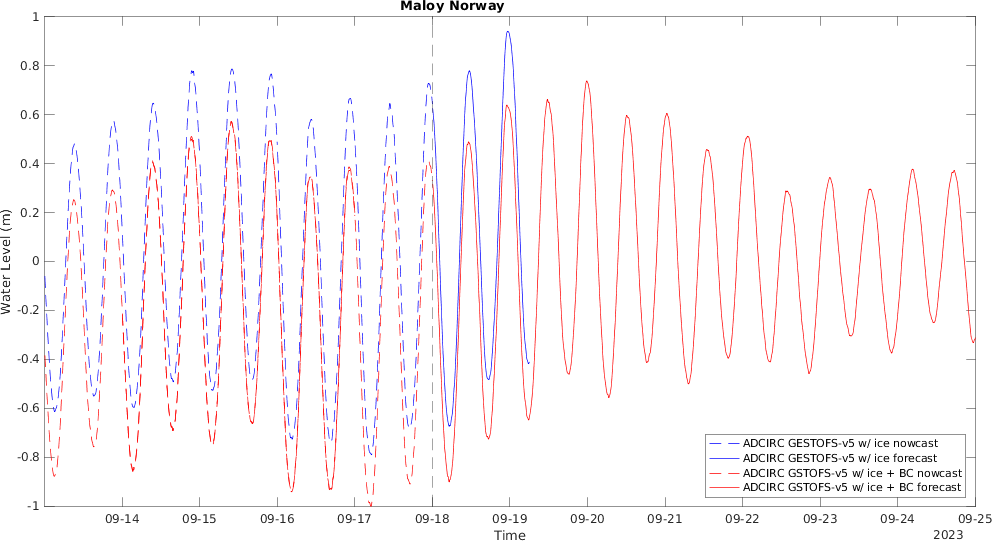 Maloy Norway
1
0.8
0.6
0.4
0.2
0
-0.2
-0.4
-0.6
-0.8
-1
Water Level (m)
ADCIRC GESTOFS-v5 w/ ice nowcast
ADCIRC GESTOFS-v5 w/ ice forecast
ADCIRC GSTOFS-v5 w/ ice + BC nowcast
ADCIRC GSTOFS-v5 w/ ice + BC forecast
09-14 09-15 09-16 09-17 09-18 09-19 09-20 09-21 09-22 09-23 09-24 09-25
Time
2023